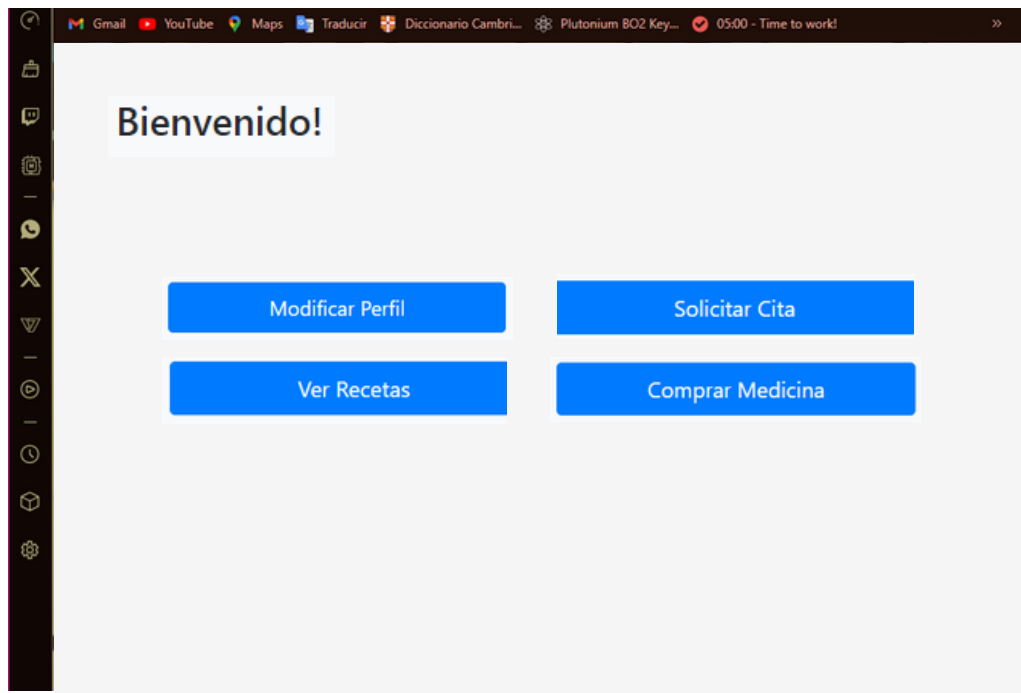 Gmail YouTube Maps Traducir Diccionario Cambri... Plutonium BO2 Key... 05:00 - Time to work! »
Bienvenido!
Modificar Perfil Solicitar Cita
Ver Recetas Comprar Medicina